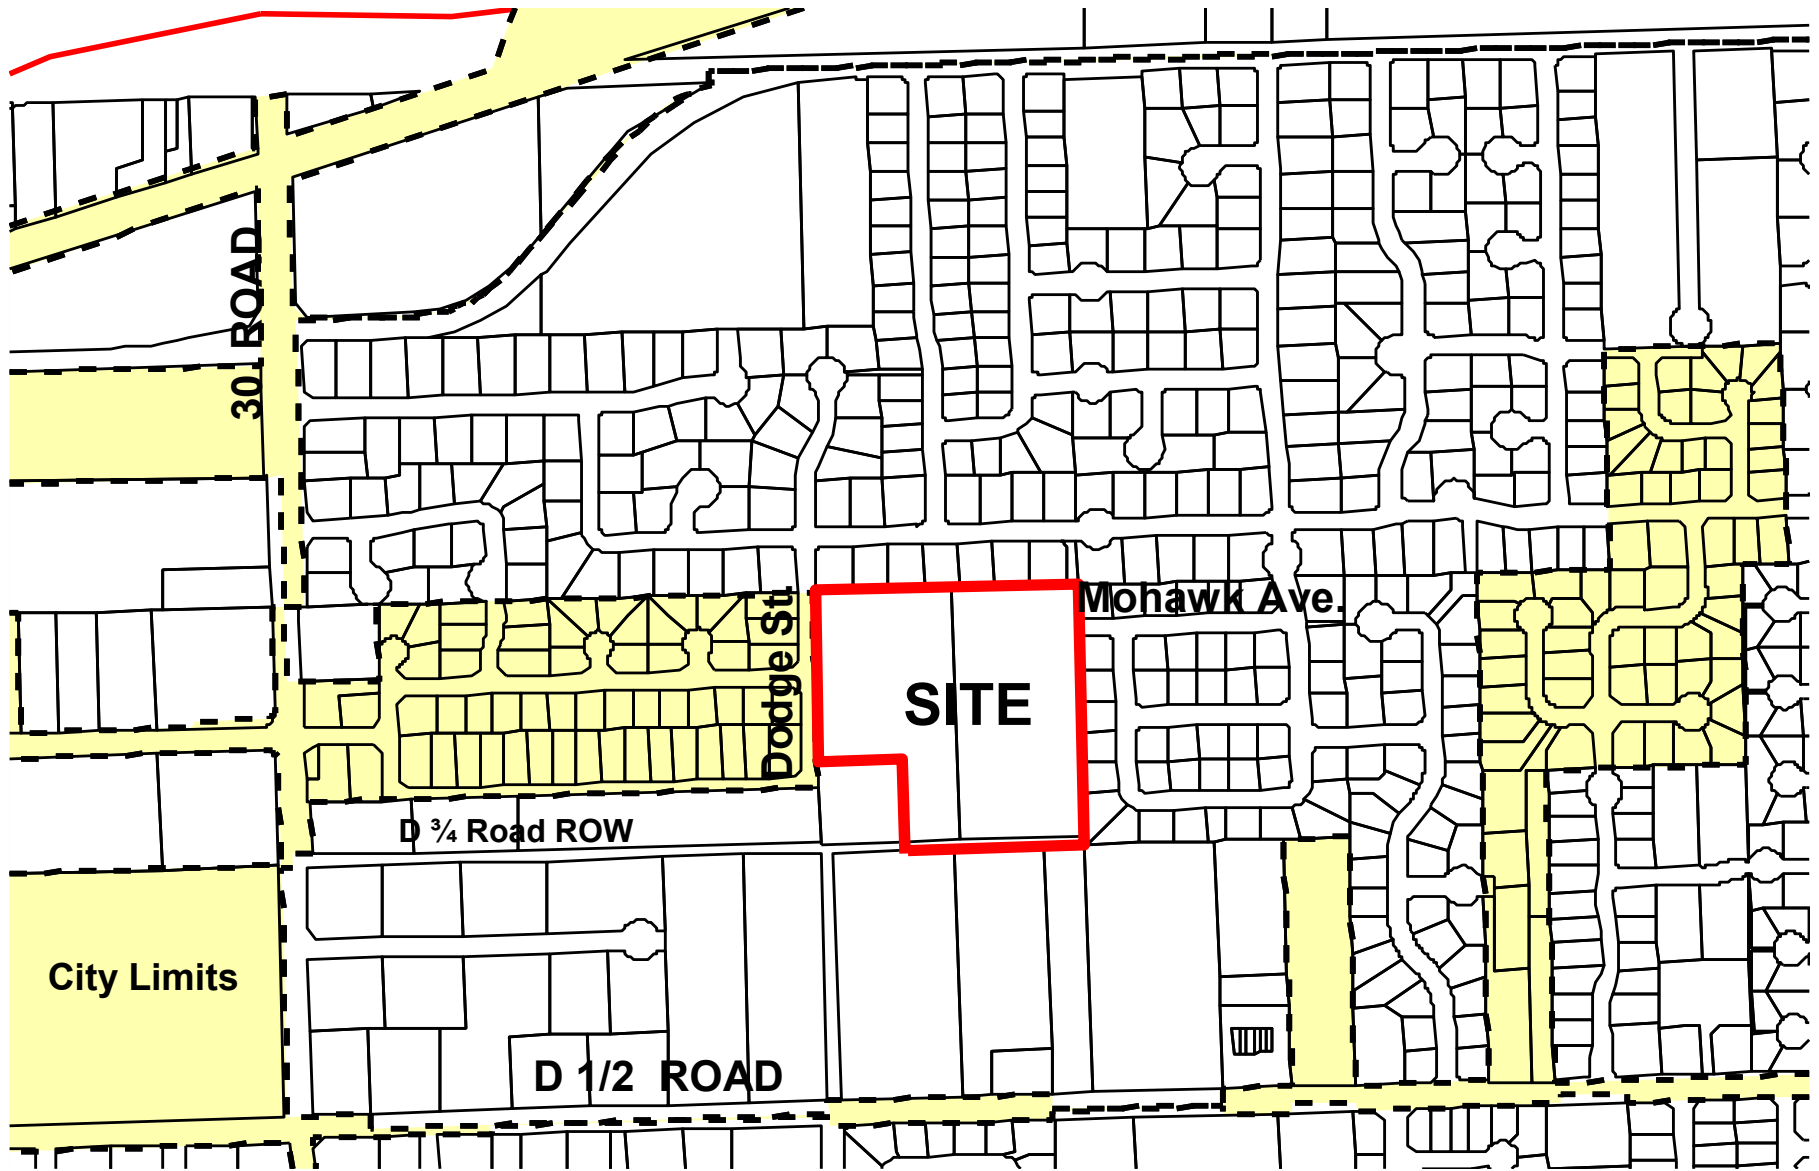 30 ROAD
Mohawk Ave.
Dodge St.
SITE
D ¾ Road ROW
City Limits
D 1/2 ROAD